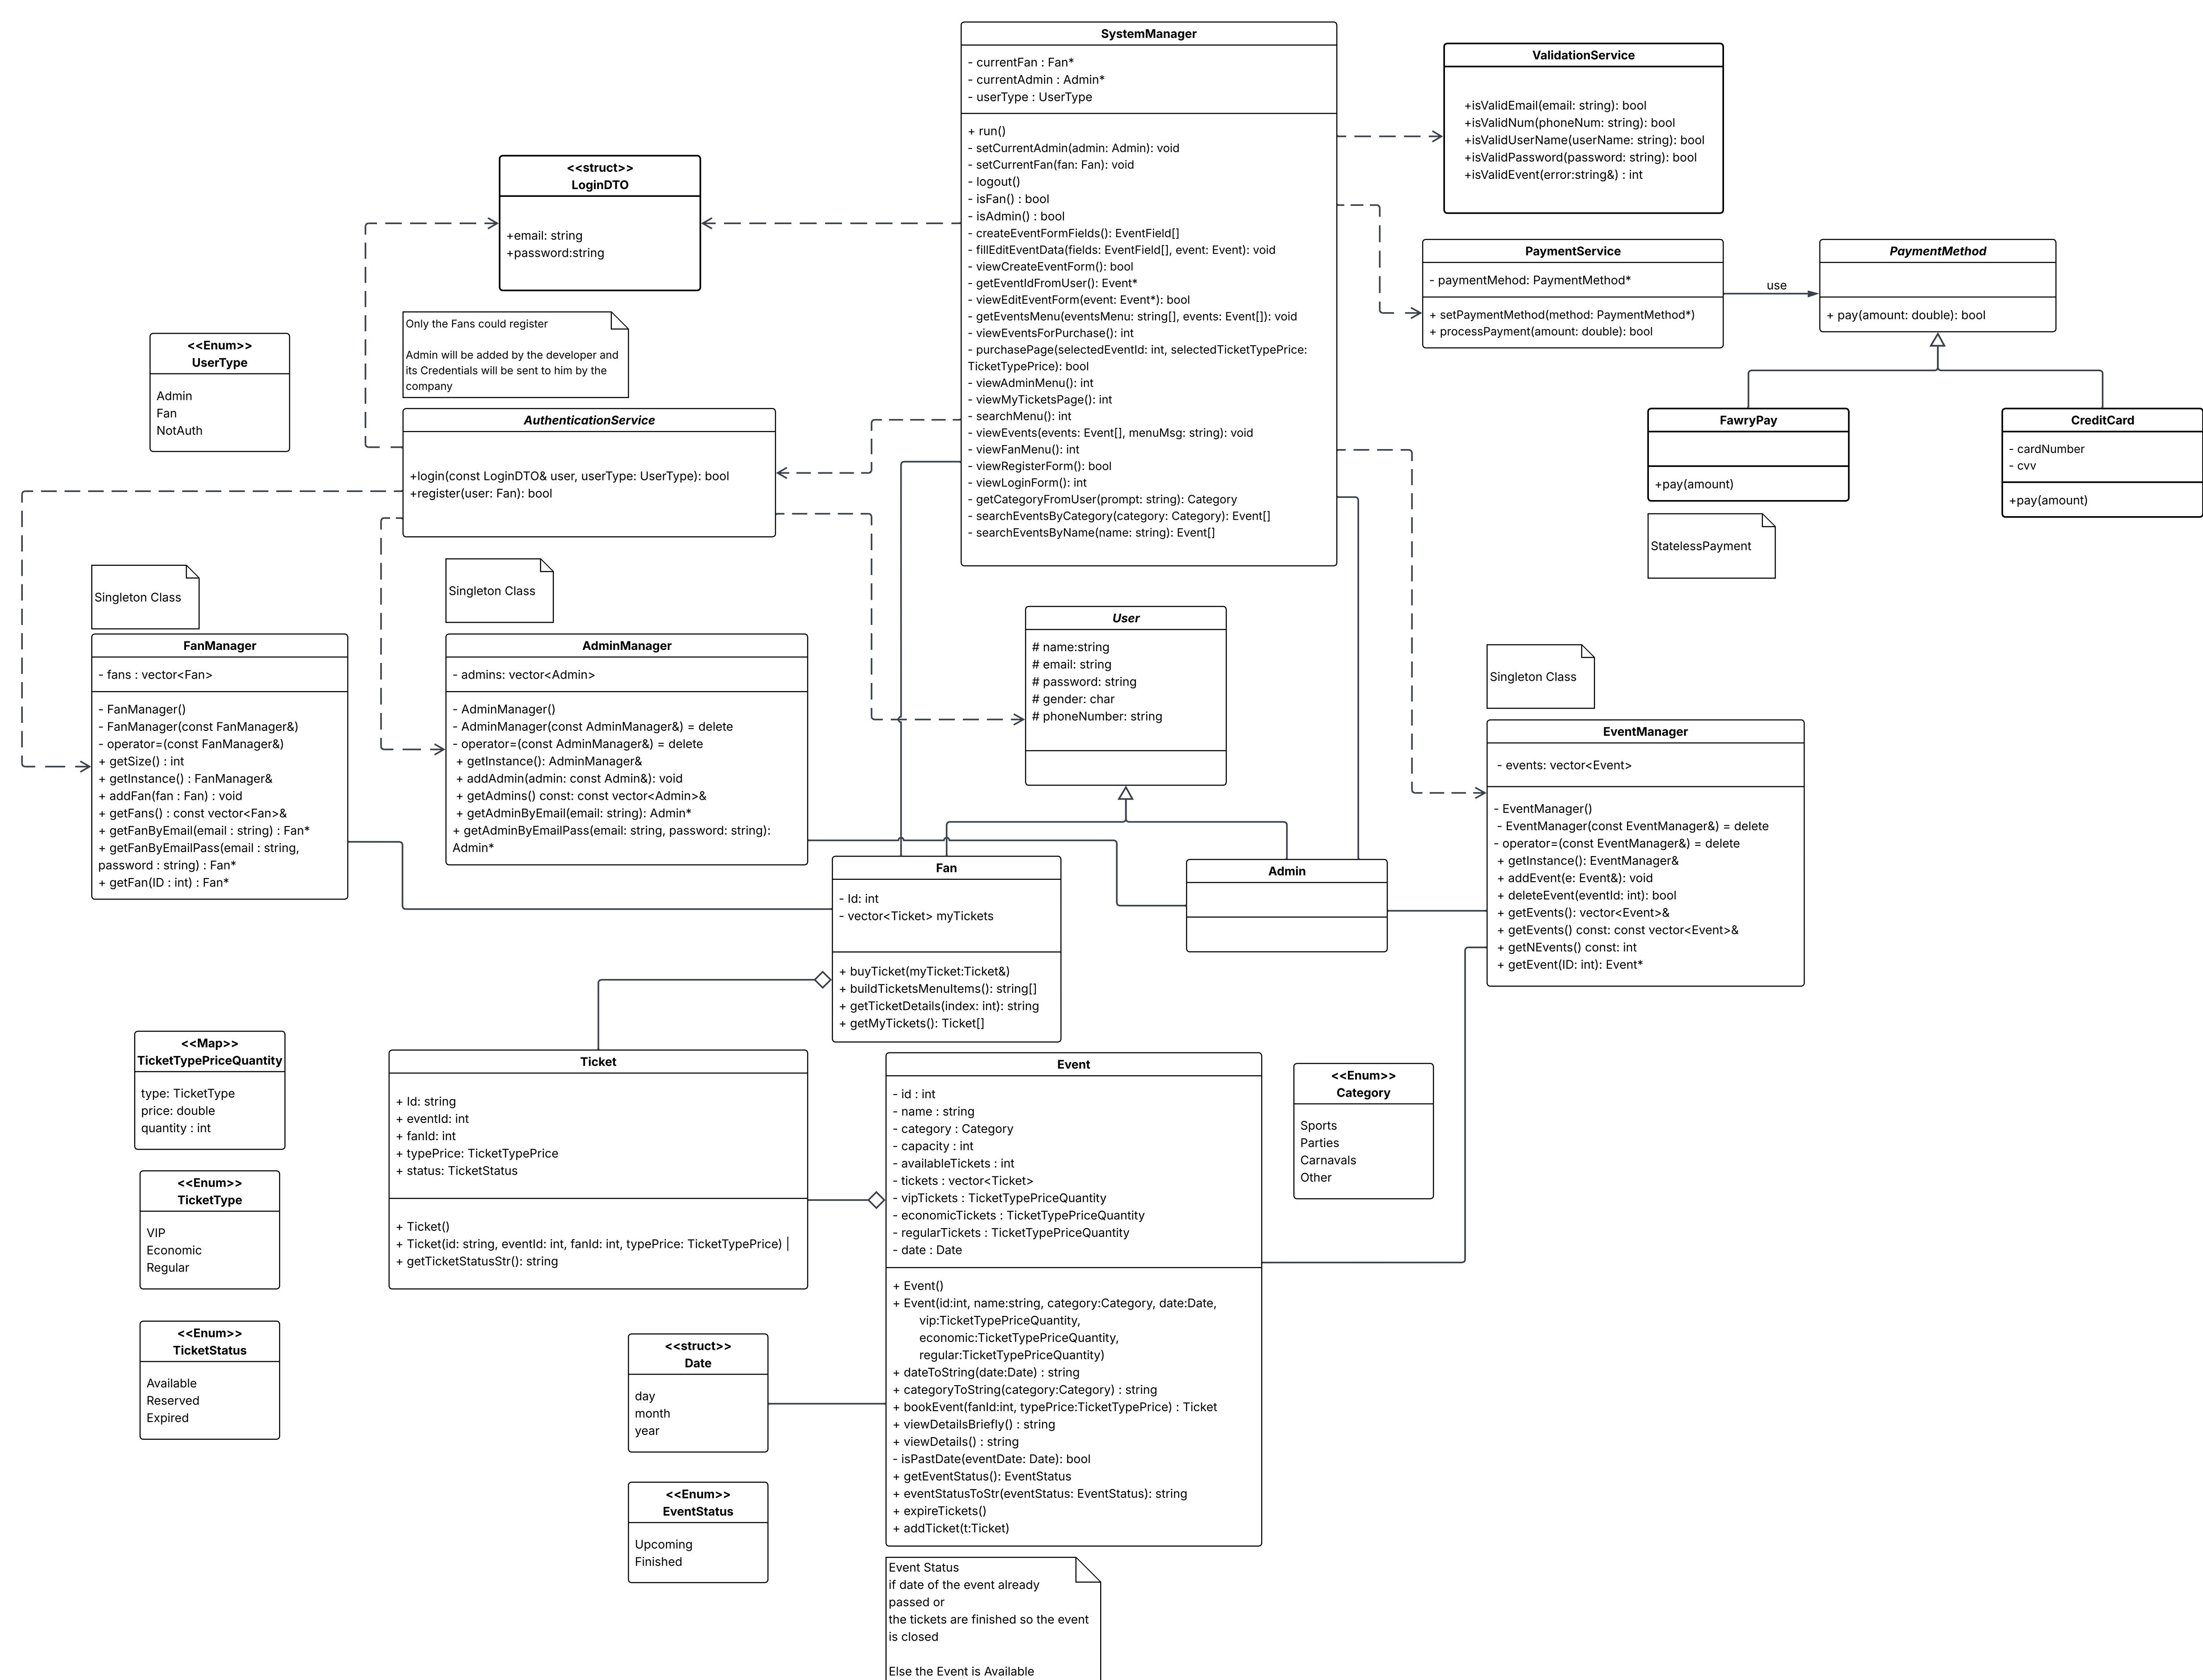 SystemManager
- currentFan : Fan*
- currentAdmin : Admin*
- userType : UserType
+ run()
- setCurrentAdmin(admin: Admin): void
- setCurrentFan(fan: Fan): void
- logout()
- isFan() : bool
- isAdmin() : bool
- createEventFormFields(): EventField[]
- fillEditEventData(fields: EventField[], event: Event): void
- viewCreateEventForm(): bool
- getEventIdFromUser(): Event*
- viewEditEventForm(event: Event*): bool
- getEventsMenu(eventsMenu: string[], events: Event[]): void
- viewEventsForPurchase(): int
- purchasePage(selectedEventId: int, selectedTicketTypePrice:
TicketTypePrice): bool
- viewAdminMenu(): int
- viewMyTicketsPage(): int
- searchMenu(): int
- viewEvents(events: Event[], menuMsg: string): void
- viewFanMenu(): int
- viewRegisterForm(): bool
- viewLoginForm(): int
- getCategoryFromUser(prompt: string): Category
- searchEventsByCategory(category: Category): Event[]
- searchEventsByName(name: string): Event[]
ValidationService
+isValidEmail(email: string): bool
+isValidNum(phoneNum: string): bool
+isValidUserName(userName: string): bool
+isValidPassword(password: string): bool
+isValidEvent(error:string&) : int
<<struct>>
LoginDTO
+email: string
+password:string
PaymentService
- paymentMehod: PaymentMethod*
+ setPaymentMethod(method: PaymentMethod*)
+ processPayment(amount: double): bool
use
PaymentMethod
+ pay(amount: double): bool
Only the Fans could register
Admin will be added by the developer and
its Credentials will be sent to him by the
company
<<Enum>>
UserType
Admin
Fan
NotAuth
AuthenticationService
+login(const LoginDTO& user, userType: UserType): bool
+register(user: Fan): bool
FawryPay
+pay(amount)
CreditCard
- cardNumber
- cvv
+pay(amount)
StatelessPayment
Singleton Class
FanManager
- fans : vector<Fan>
- FanManager()
- FanManager(const FanManager&)
- operator=(const FanManager&)
+ getSize() : int
+ getInstance() : FanManager&
+ addFan(fan : Fan) : void
+ getFans() : const vector<Fan>&
+ getFanByEmail(email : string) : Fan*
+ getFanByEmailPass(email : string,
password : string) : Fan*
+ getFan(ID : int) : Fan*
Singleton Class
AdminManager
- admins: vector<Admin>
- AdminManager()
- AdminManager(const AdminManager&) = delete
- operator=(const AdminManager&) = delete
+ getInstance(): AdminManager&
+ addAdmin(admin: const Admin&): void
+ getAdmins() const: const vector<Admin>&
+ getAdminByEmail(email: string): Admin*
+ getAdminByEmailPass(email: string, password: string):
Admin*
User
# name:string
# email: string
# password: string
# gender: char
# phoneNumber: string
Singleton Class
EventManager
- events: vector<Event>
- EventManager()
- EventManager(const EventManager&) = delete
- operator=(const EventManager&) = delete
+ getInstance(): EventManager&
+ addEvent(e: Event&): void
+ deleteEvent(eventId: int): bool
+ getEvents(): vector<Event>&
+ getEvents() const: const vector<Event>&
+ getNEvents() const: int
+ getEvent(ID: int): Event*
Fan
- Id: int
- vector<Ticket> myTickets
+ buyTicket(myTicket:Ticket&)
+ buildTicketsMenuItems(): string[]
+ getTicketDetails(index: int): string
+ getMyTickets(): Ticket[]
Admin
<<Map>>
TicketTypePriceQuantity
type: TicketType
price: double
quantity : int
Ticket
+ Id: string
+ eventId: int
+ fanId: int
+ typePrice: TicketTypePrice
+ status: TicketStatus
+ Ticket()
+ Ticket(id: string, eventId: int, fanId: int, typePrice: TicketTypePrice) |
+ getTicketStatusStr(): string
Event
- id : int
- name : string
- category : Category
- capacity : int
- availableTickets : int
- tickets : vector<Ticket>
- vipTickets : TicketTypePriceQuantity
- economicTickets : TicketTypePriceQuantity
- regularTickets : TicketTypePriceQuantity
- date : Date
+ Event()
+ Event(id:int, name:string, category:Category, date:Date,
vip:TicketTypePriceQuantity,
economic:TicketTypePriceQuantity,
regular:TicketTypePriceQuantity)
+ dateToString(date:Date) : string
+ categoryToString(category:Category) : string
+ bookEvent(fanId:int, typePrice:TicketTypePrice) : Ticket
+ viewDetailsBriefly() : string
+ viewDetails() : string
- isPastDate(eventDate: Date): bool
+ getEventStatus(): EventStatus
+ eventStatusToStr(eventStatus: EventStatus): string
+ expireTickets()
+ addTicket(t:Ticket)
<<Enum>>
Category
Sports
Parties
Carnavals
Other
<<Enum>>
TicketType
VIP
Economic
Regular
<<Enum>>
TicketStatus
Available
Reserved
Expired
<<struct>>
Date
day
month
year
<<Enum>>
EventStatus
Upcoming
Finished
Event Status
if date of the event already
passed or
the tickets are finished so the event
is closed
Else the Event is Available